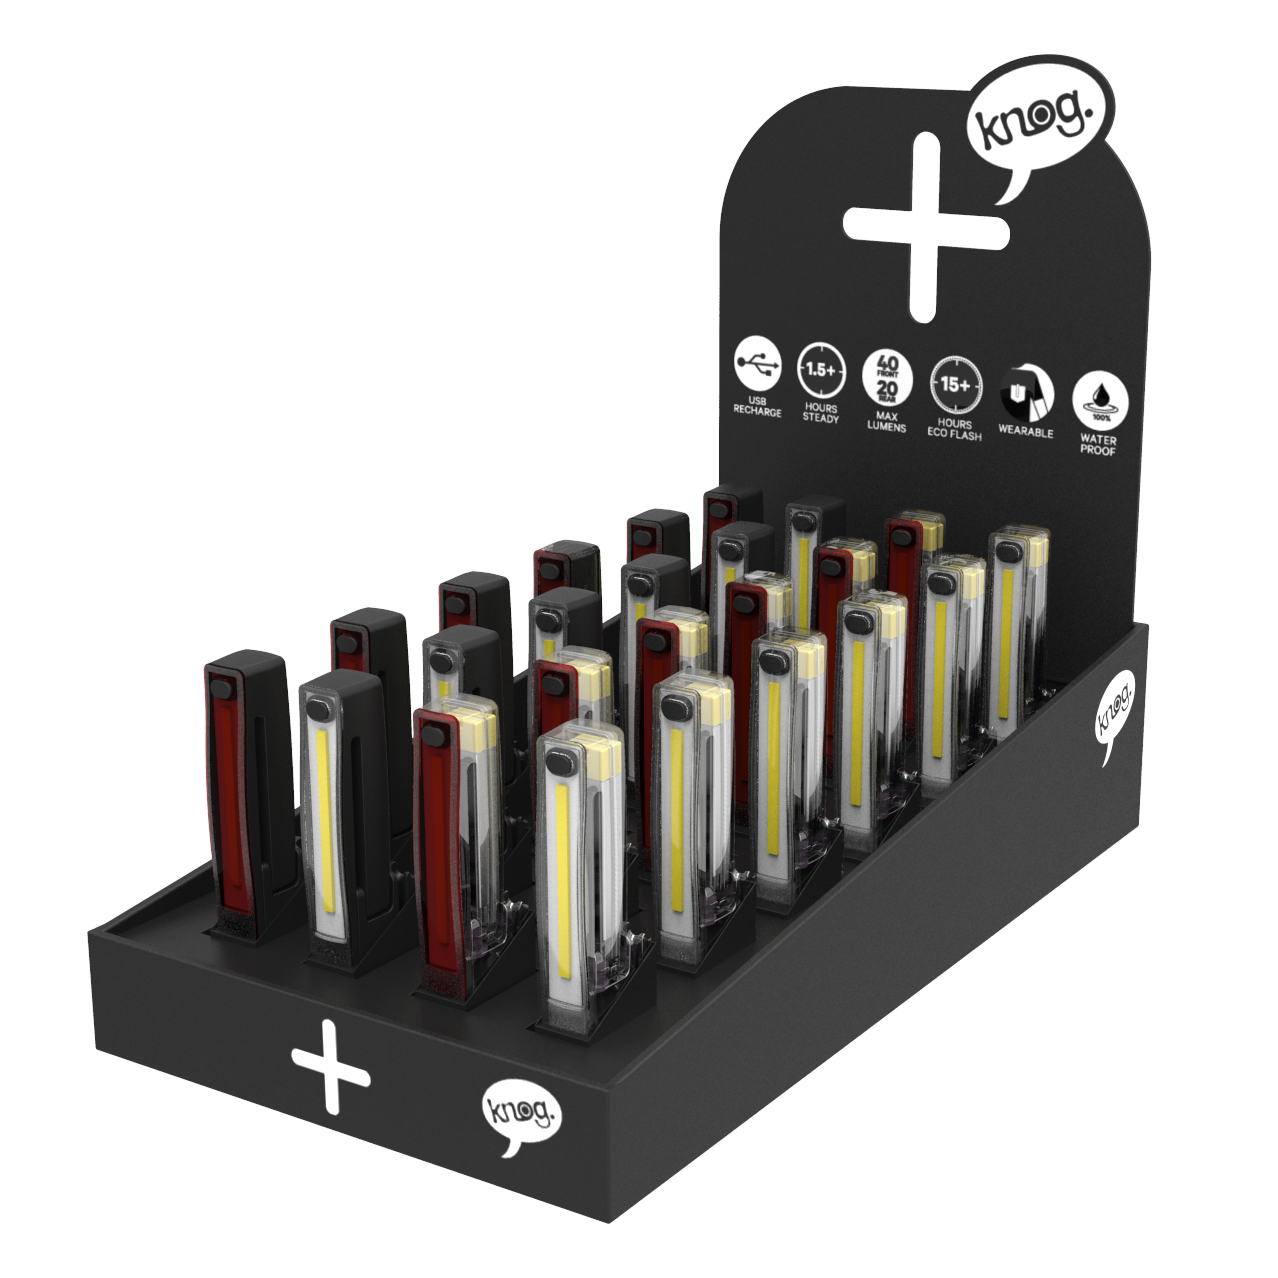 knog.
USB
RECHARGE
1.5+
HOURS
STEADY
40
FRONT
20
REAR
MAX
LUMENS
15+
HOURS
ECO FLASH
WEARABLE
100%
WATER
PROOF
knog.
knog.